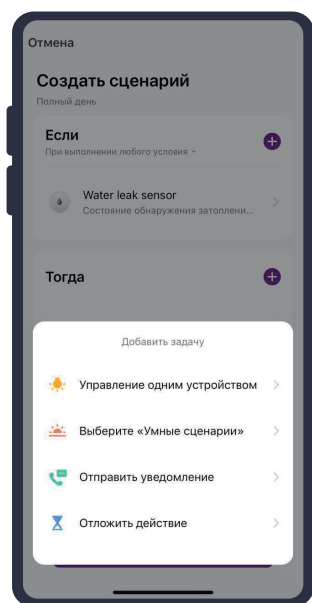 Отмена
Создать сценарий
Полный день
Если
При выполнении любого условия
Water leak sensor
Состояние обнаружения затоплени...
Тогда
Добавить задачу
Управление одним устройством
Выберите «Умные сценарии»
Отправить уведомление
Отложить действие